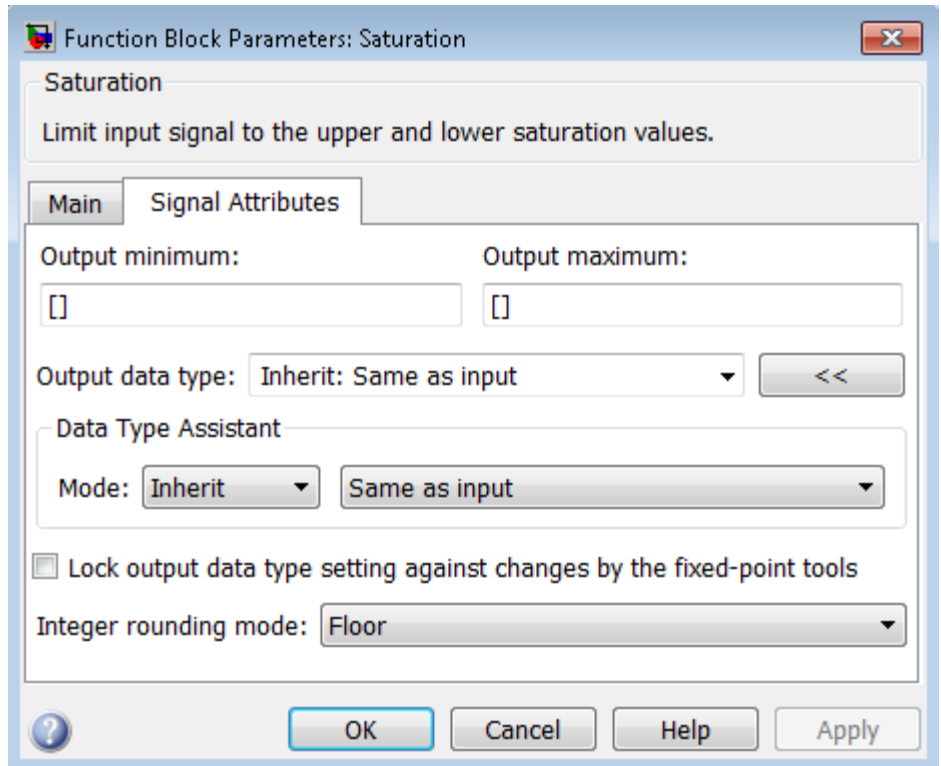 Function Block Parameters: Saturation
Saturation
Limit input signal to the upper and lower saturation values.
Main Signal Attributes
Output minimum: Output maximum:
[] []
Output data type: Inherit: Same as input <<
Data Type Assistant
Mode: Inherit Same as input
Lock output data type setting against changes by the fixed-point tools
Integer rounding mode: Floor
? OK Cancel Help Apply